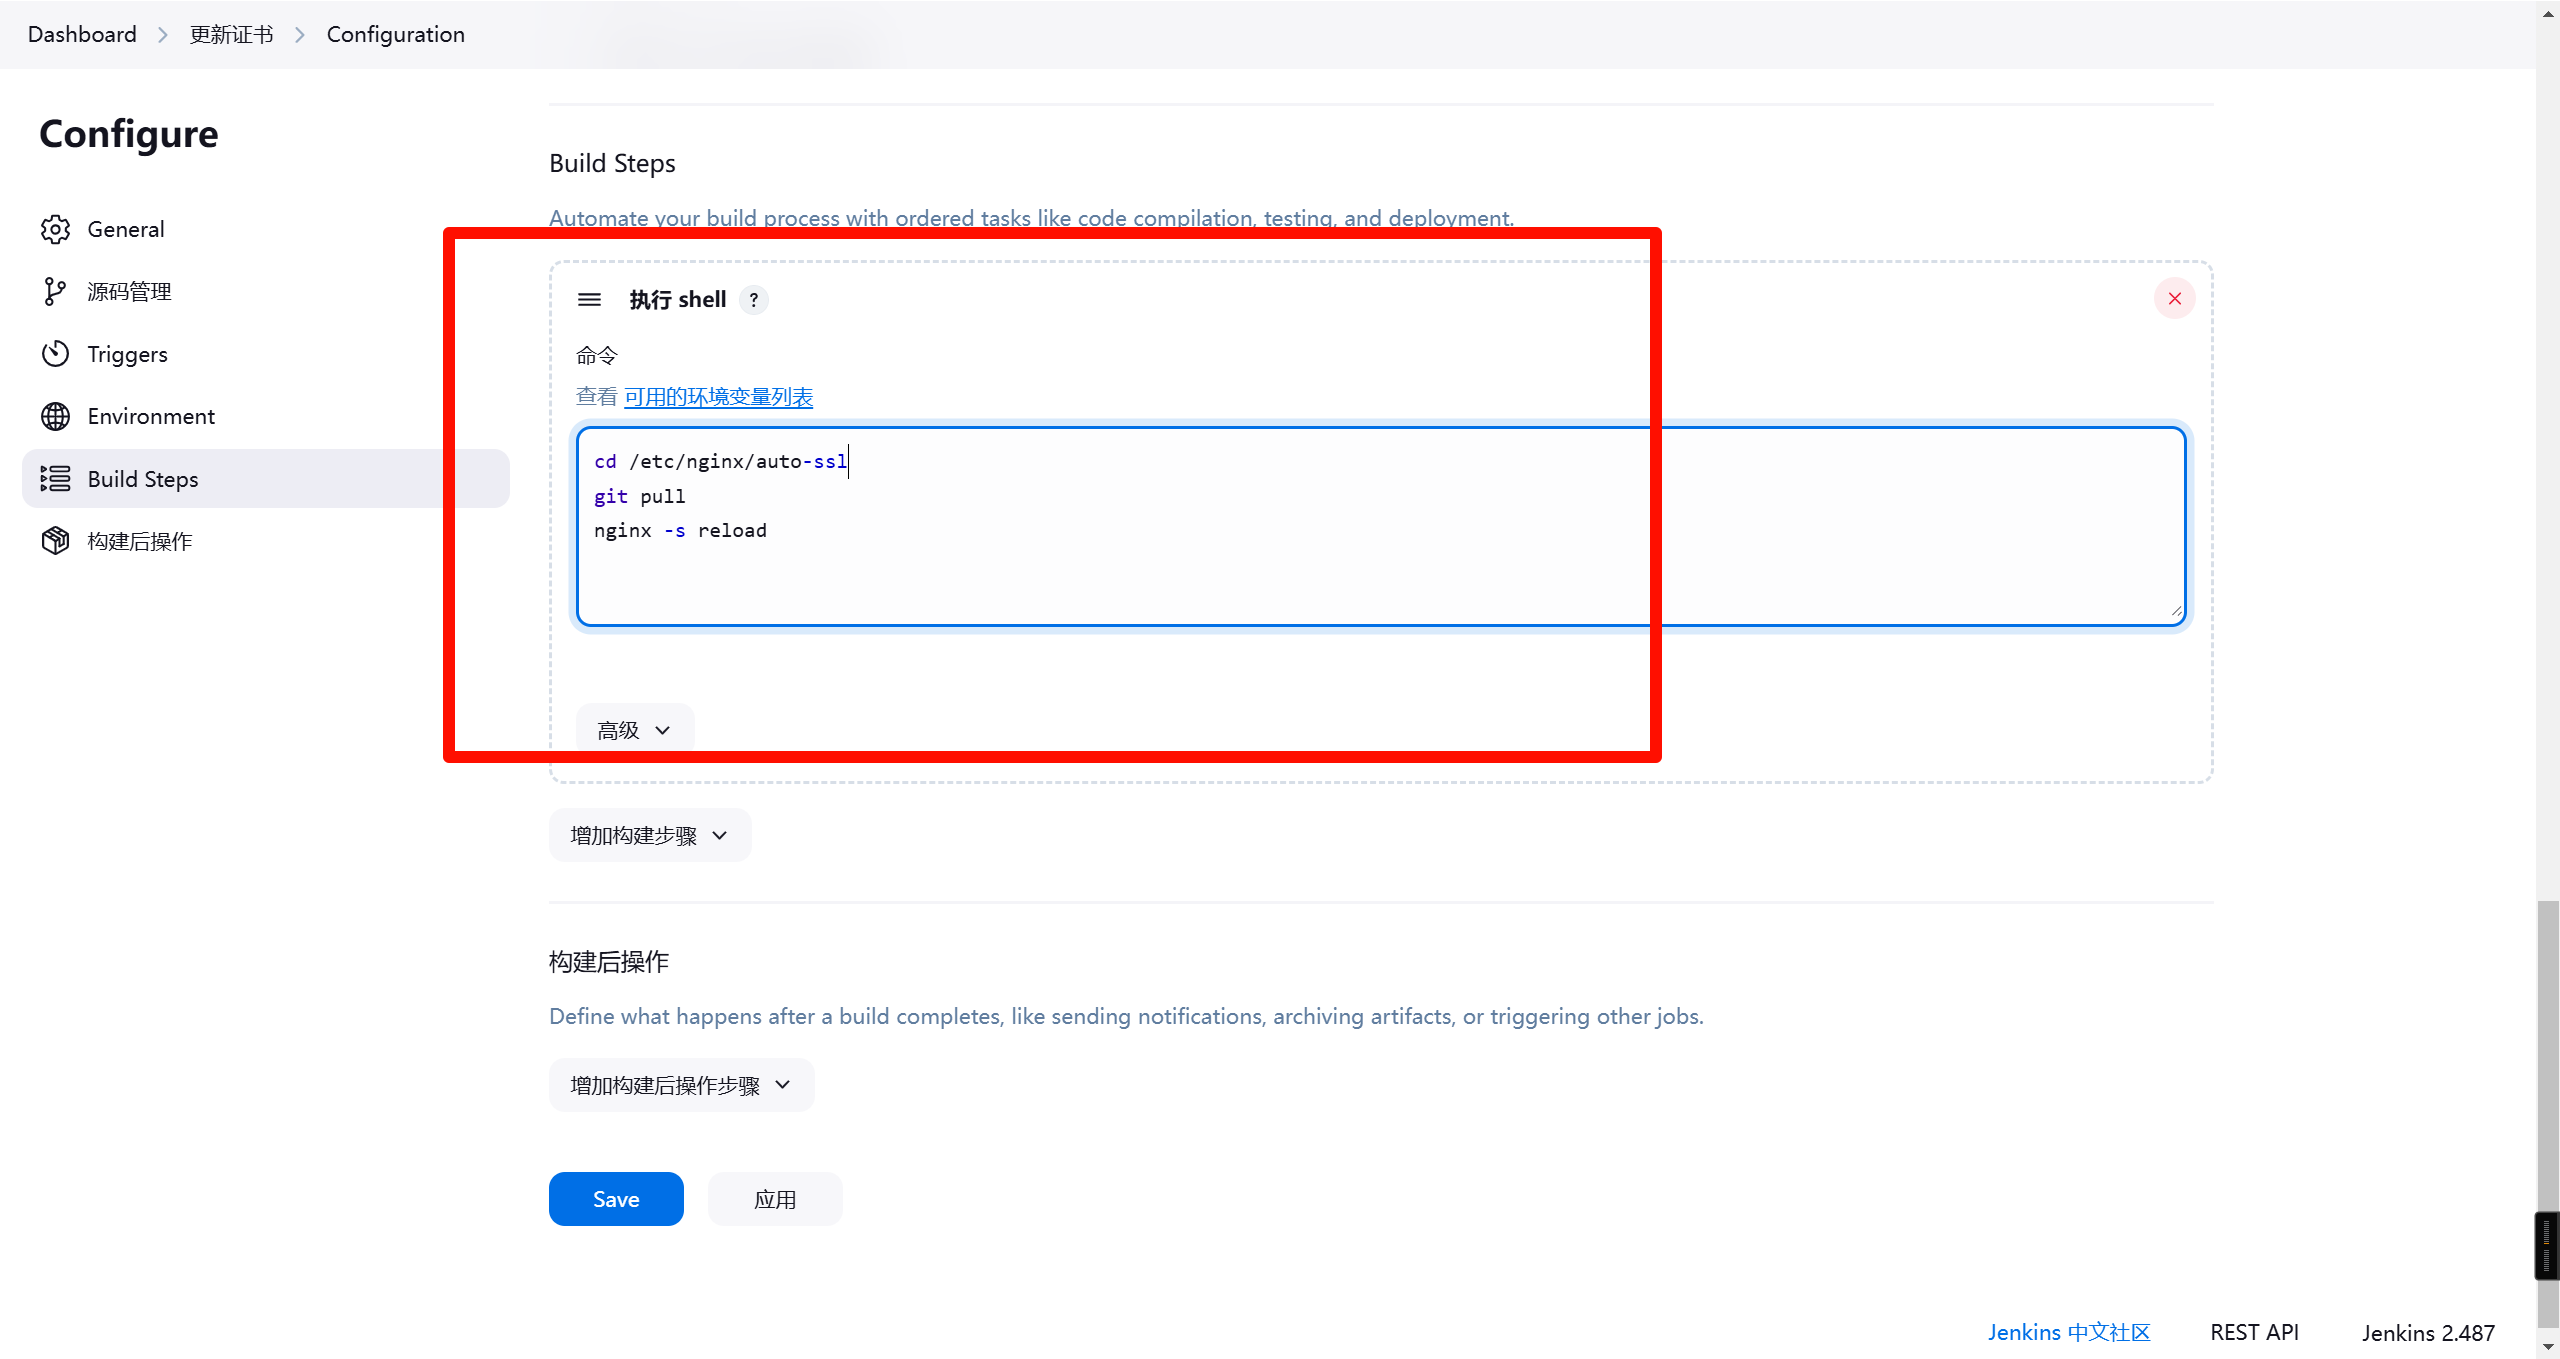 Dashboard > 更新证书 > Configuration
Configure
General
源码管理
Triggers
Environment
Build Steps
构建后操作
Build Steps
Automate your build process with ordered tasks like code compilation, testing, and deployment.
执行 shell ?
命令
查看 可用的环境变量列表
cd /etc/nginx/auto-ssl
git pull
nginx -s reload
高级
增加构建步骤
构建后操作
Define what happens after a build completes, like sending notifications, archiving artifacts, or triggering other jobs.
增加构建后操作步骤
Save 应用
Jenkins 中文社区 REST API Jenkins 2.487